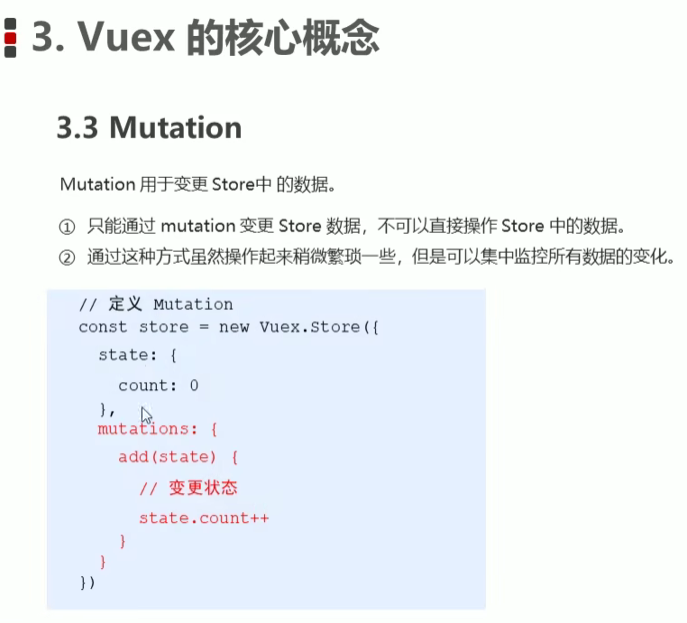 3. Vuex 的核心概念
3.3 Mutation
Mutation 用于变更 Store中 的数据。
① 只能通过 mutation 变更 Store 数据，不可以直接操作 Store 中的数据。
② 通过这种方式虽然操作起来稍微繁琐一些，但是可以集中监控所有数据的变化。
// 定义 Mutation
const store = new Vuex.Store({
state: {
count: 0
},
mutations: {
add(state) {
// 变更状态
state.count++
}
}
})